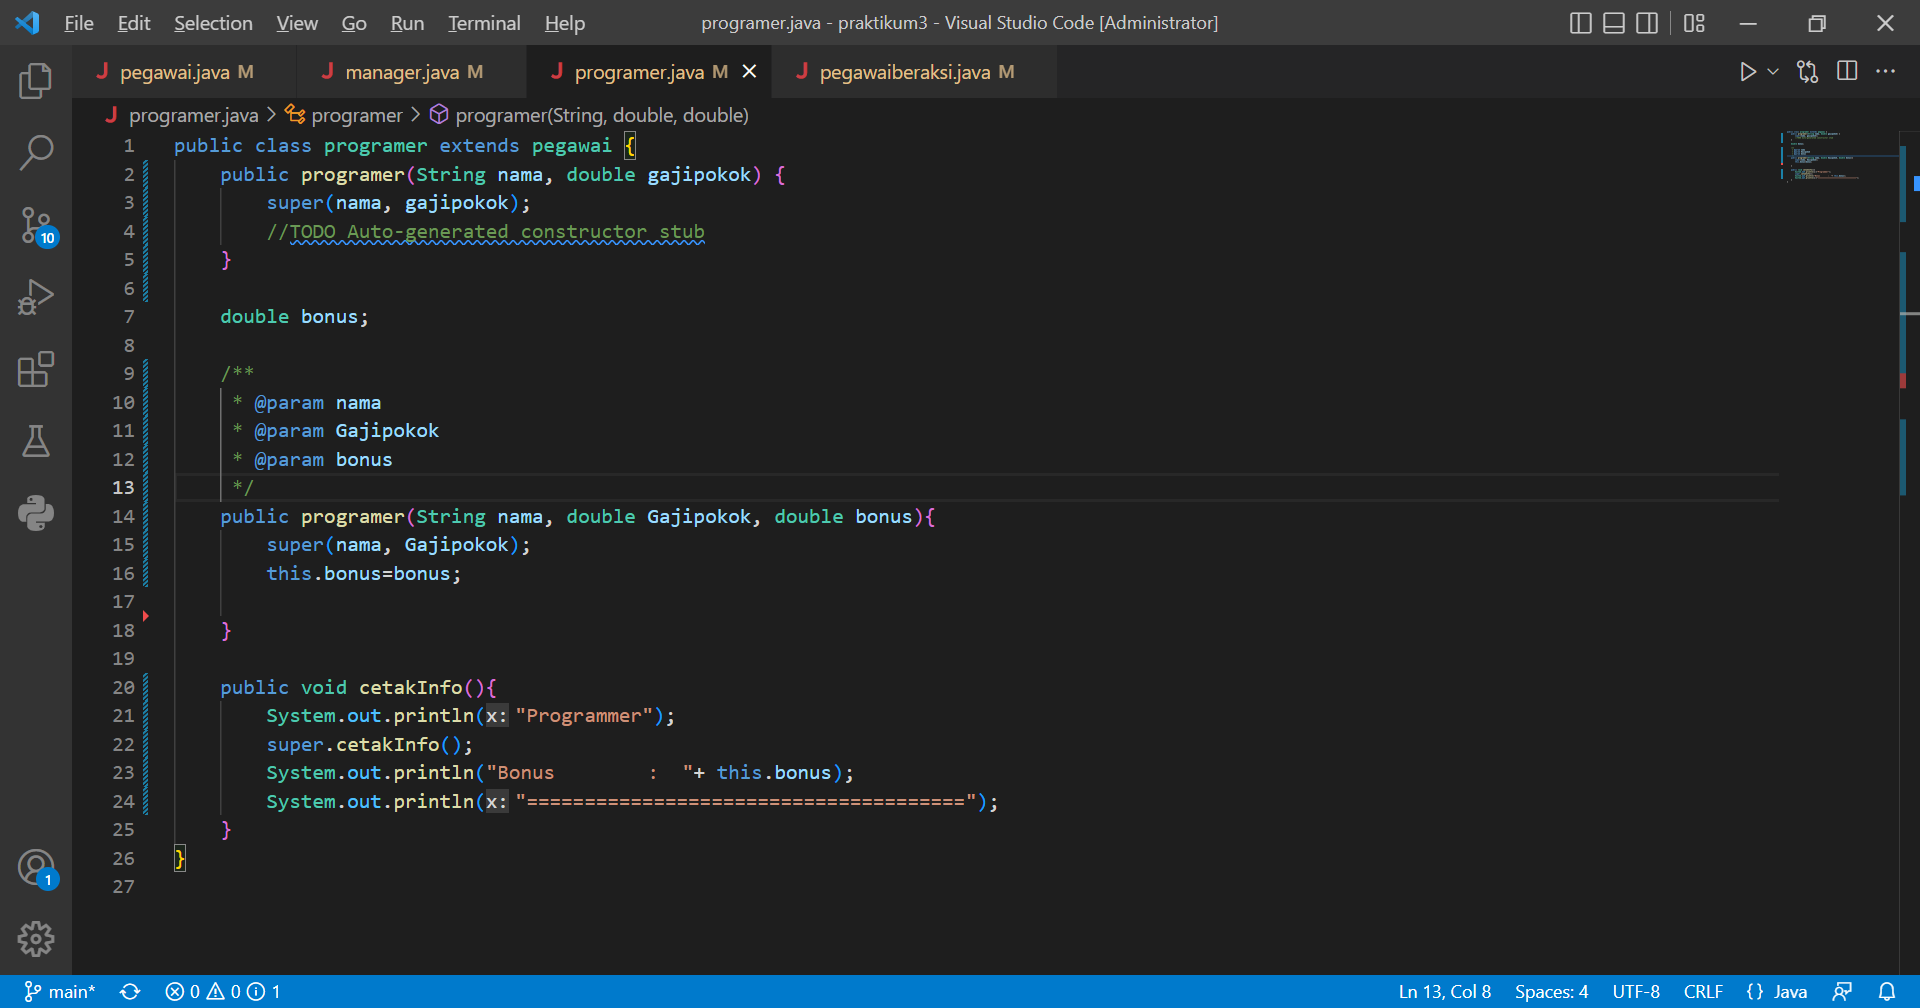 File Edit Selection View Go Run Terminal Help programer.java - praktikum3 - Visual Studio Code [Administrator]
J pegawai.java M J manager.java M J programer.java M J pegawaiberaksi.java M
J programer.java > programer > programer(String, double, double)
1 public class programer extends pegawai {
2 public programer(String nama, double gajipokok) {
3 super(nama, gajipokok);
4 //TODO Auto-generated constructor stub
5 }
6
7 double bonus;
8
9 /**
10 * @param nama
11 * @param Gajipokok
12 * @param bonus
13 */
14 public programer(String nama, double Gajipokok, double bonus){
15 super(nama, Gajipokok);
16 this.bonus=bonus;
17
18 }
19
20 public void cetakInfo(){
21 System.out.println(x: "Programmer");
22 super.cetakInfo();
23 System.out.println("Bonus        :  "+ this.bonus);
24 System.out.println(x: "======================================");
25 }
26 }
27
10
1
main* 0 0 1 Ln 13, Col 8 Spaces: 4 UTF-8 CRLF {} Java